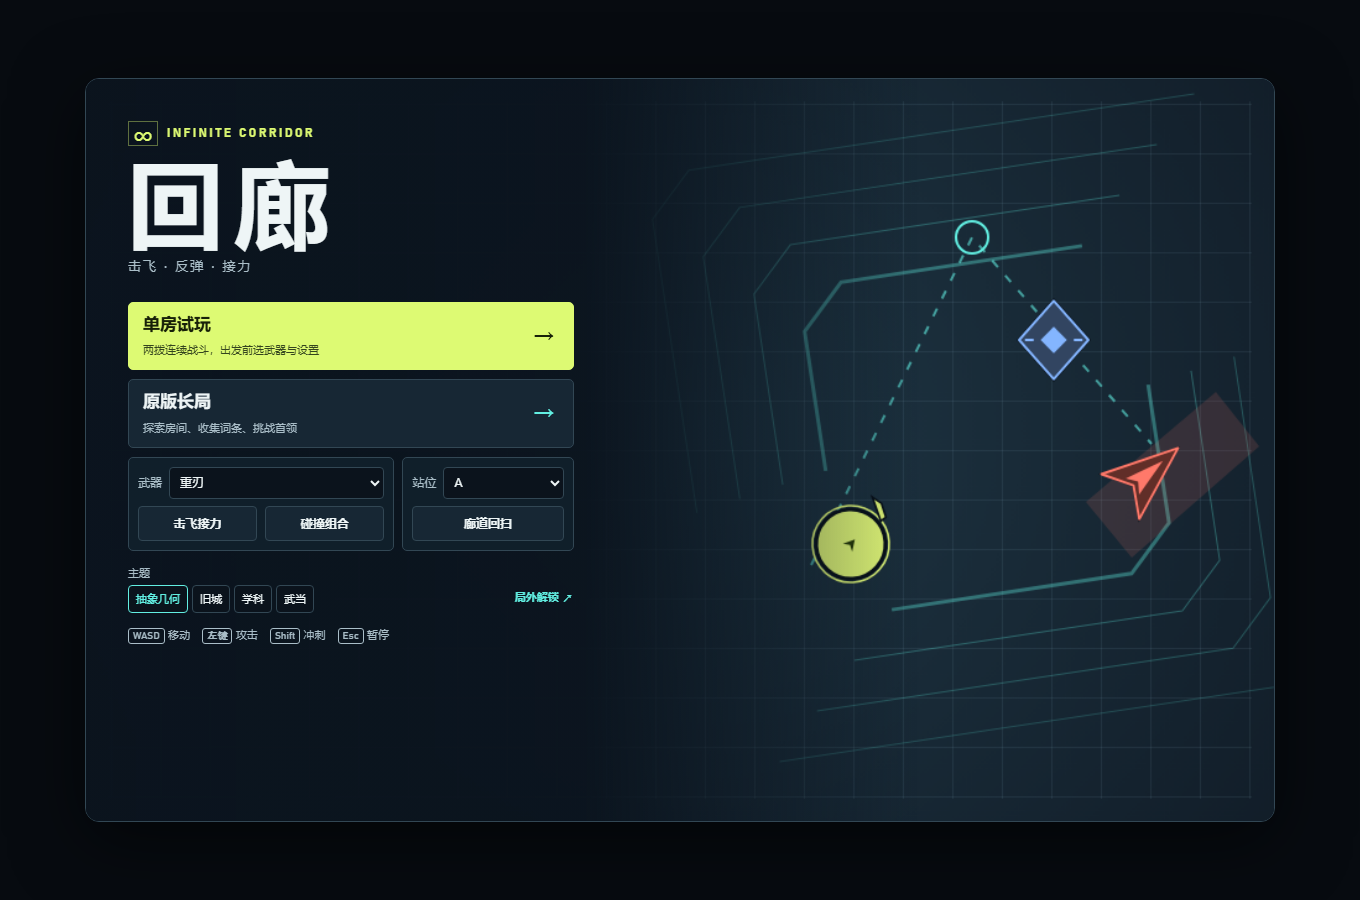 ∞ INFINITE CORRIDOR
回廊
击飞 · 反弹 · 接力
单房试玩 →
两拨连续战斗，出发前选武器与设置
原版长局 →
探索房间、收集词条、挑战首领
武器 重刃 站位 A
击飞接力 碰撞组合 廊道回扫
主题
抽象几何 旧城 学科 武当 局外解锁 ↗
WASD 移动 左键 攻击 Shift 冲刺 Esc 暂停